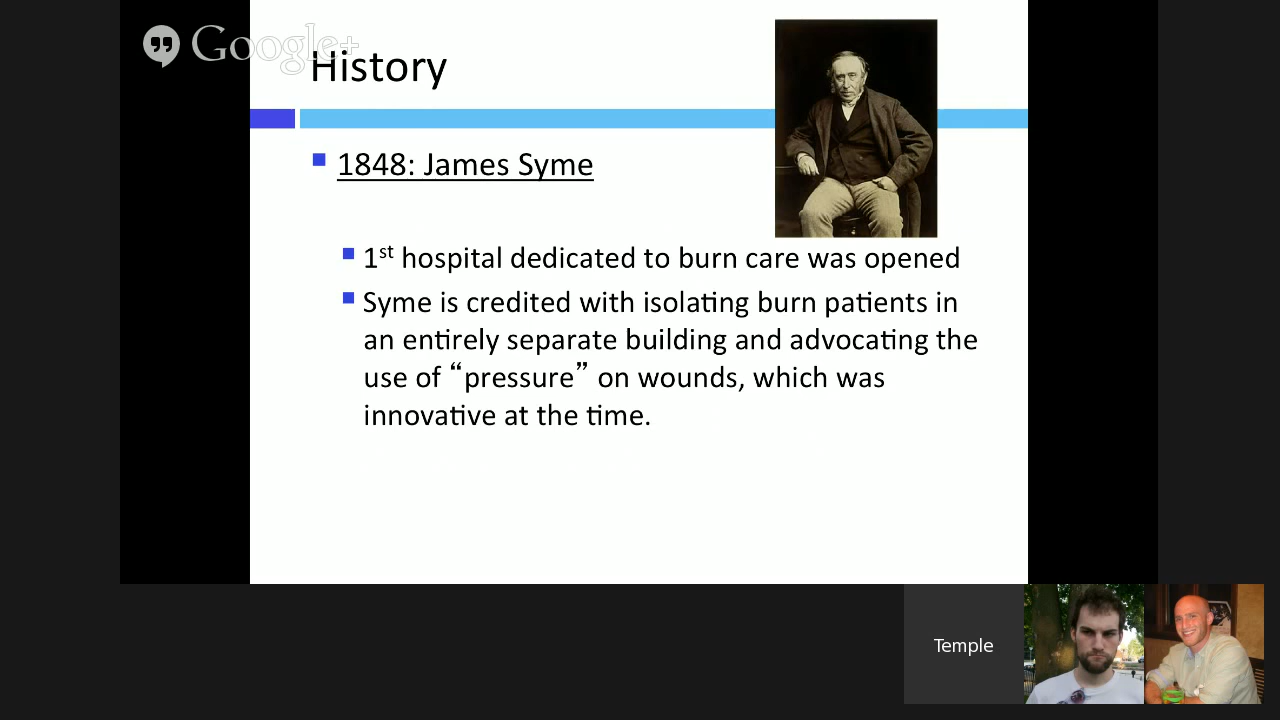 Google+
History
1848: James Syme
1st hospital dedicated to burn care was opened
Syme is credited with isolating burn patients in
an entirely separate building and advocating the
use of “pressure” on wounds, which was
innovative at the time.
Temple